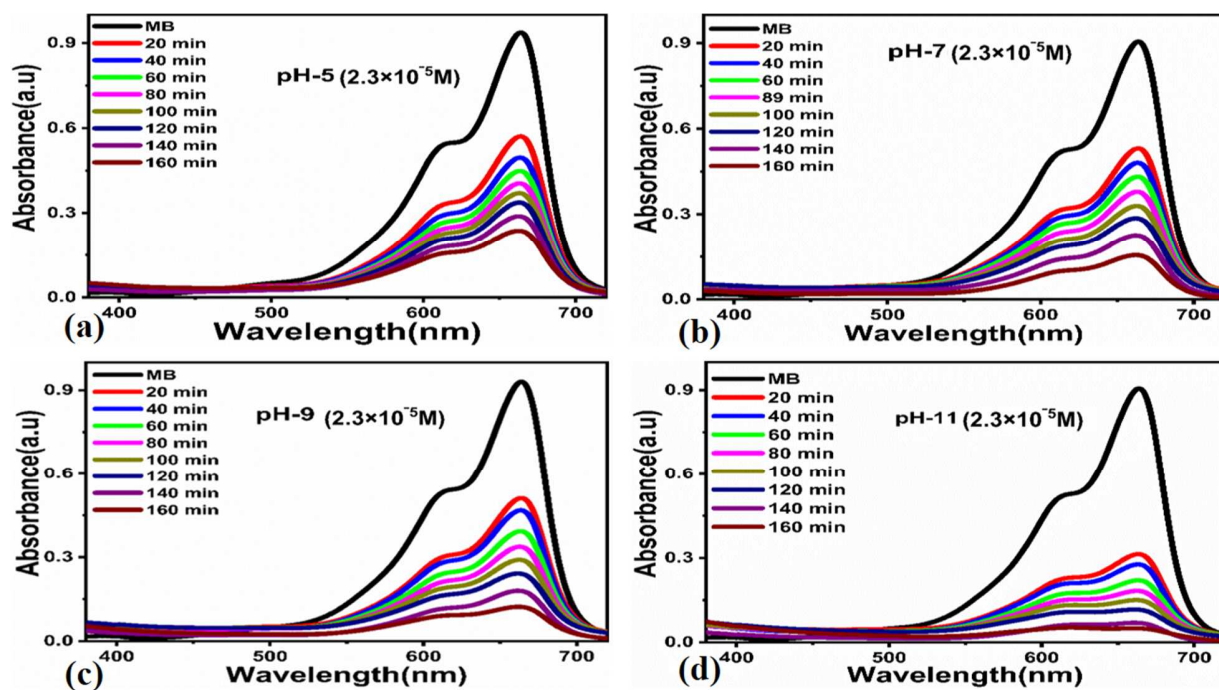 MB
20 min
40 min
60 min
80 min
100 min
120 min
140 min
160 min
pH-5 (2.3×10⁻⁵M)
Absorbance(a.u)
0.9
0.6
0.3
0.0
400 500 600 700
Wavelength(nm)
(a)
MB
20 min
40 min
60 min
89 min
100 min
120 min
140 min
160 min
pH-7 (2.3×10⁻⁵M)
Absorbance(a.u)
0.9
0.6
0.3
0.0
400 500 600 700
Wavelength(nm)
(b)
MB
20 min
40 min
60 min
80 min
100 min
120 min
140 min
160 min
pH-9 (2.3×10⁻⁵M)
Absorbance(a.u)
0.9
0.6
0.3
0.0
400 500 600 700
Wavelength(nm)
(c)
MB
20 min
40 min
60 min
80 min
100 min
120 min
140 min
160 min
pH-11 (2.3×10⁻⁵M)
Absorbance(a.u)
0.9
0.6
0.3
0.0
400 500 600 700
Wavelength(nm)
(d)